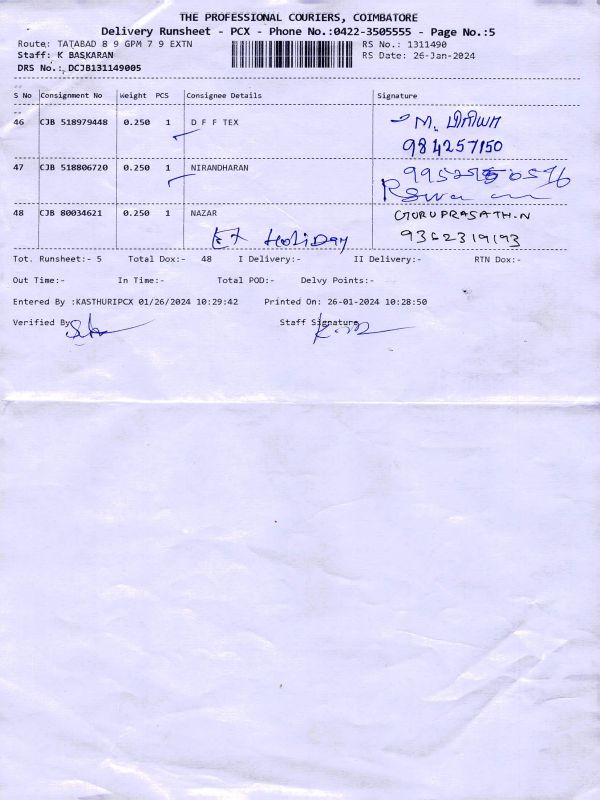 THE PROFESSIONAL COURIERS, COIMBATORE
Delivery Runsheet - PCX - Phone No.:0422-3505555 - Page No.:5
Route: TATABAD 8 9 GPM 7 9 EXTN RS No.: 1311490
Staff: K BASKARAN RS Date: 26-Jan-2024
DRS No.: DCJB131149005
S No Consignment No Weight PCS Consignee Details Signature
46 CJB 518979448 0.250 1 D F F TEX M. பிரியா
984257150
47 CJB 518806720 0.250 1 NIRANDHARAN
48 CJB 80034621 0.250 1 NAZAR GURUPRASATH.N
HOLIDAY 9362319193
Tot. Runsheet:- 5 Total Dox:- 48 I Delivery:- II Delivery:- RTN Dox:-
Out Time:- In Time:- Total POD:- Delvy Points:-
Entered By :KASTHURIPCX 01/26/2024 10:29:42 Printed On: 26-01-2024 10:28:50
Verified By Staff Signature